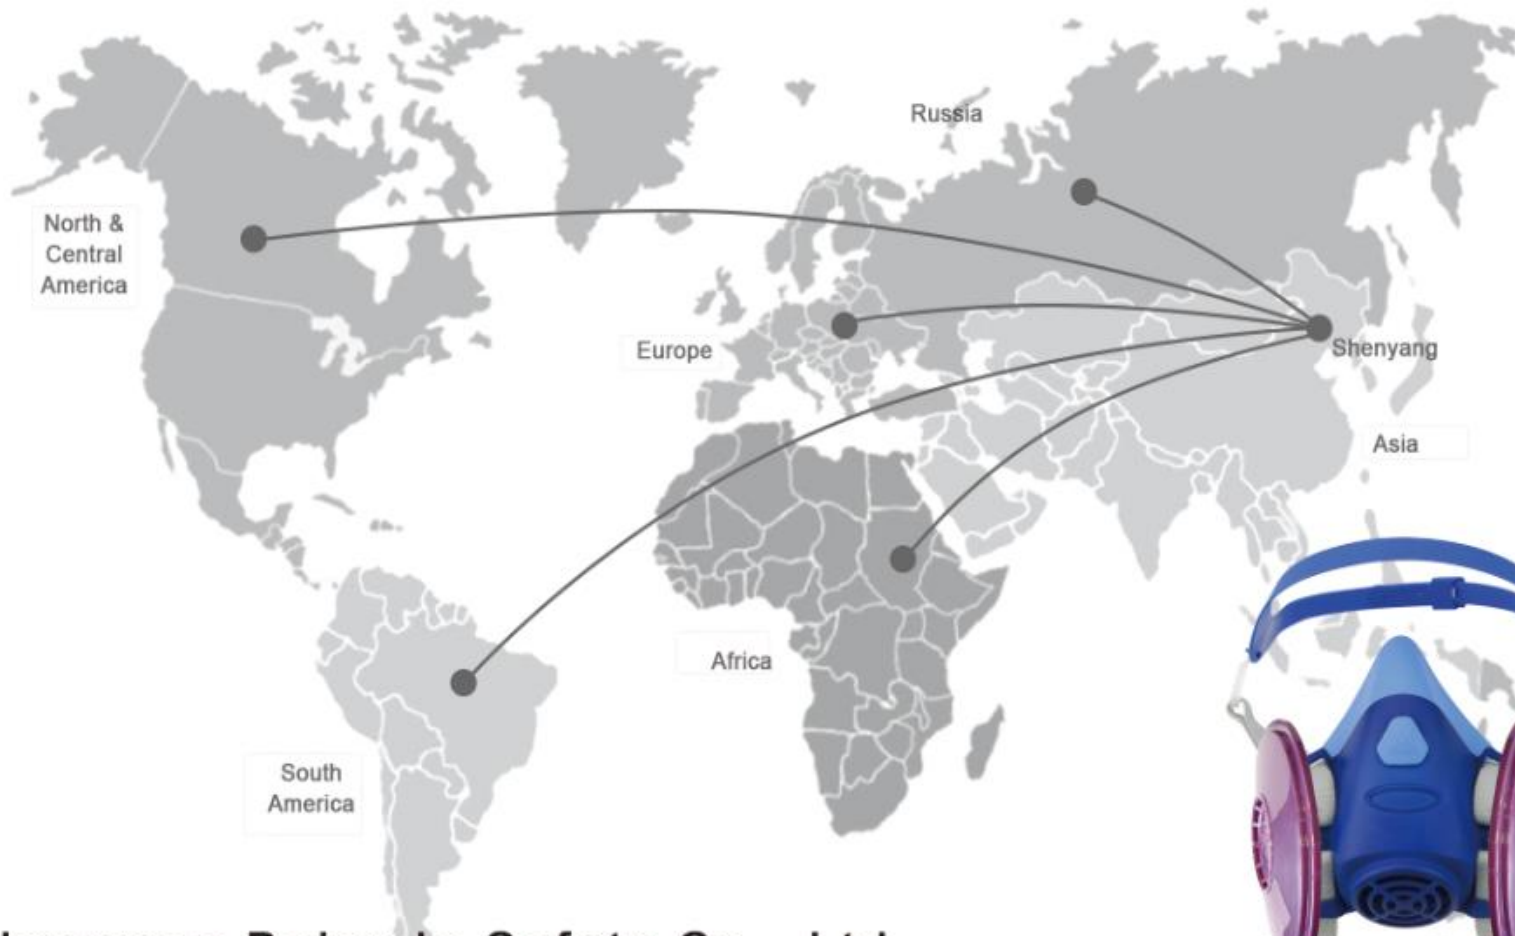 Russia
North &
Central
America
Europe
Shenyang
Asia
Africa
South
America